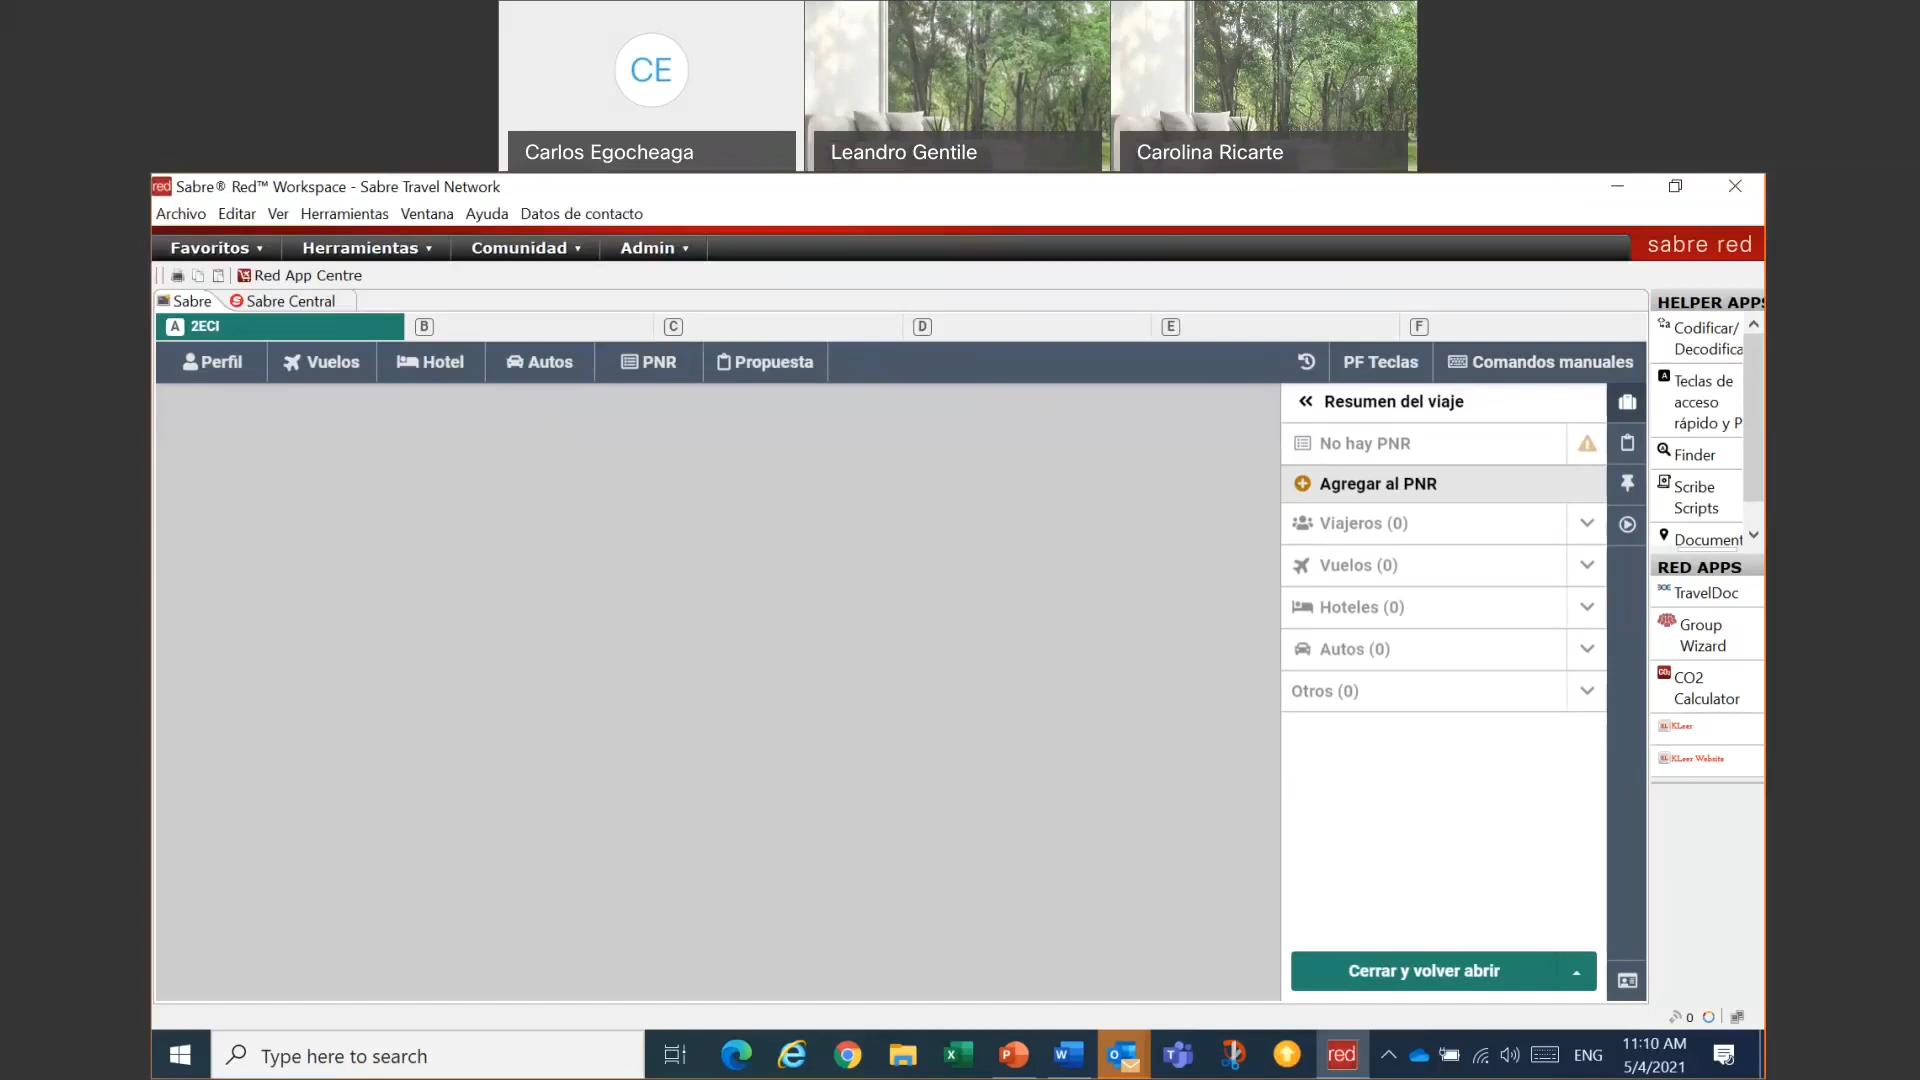 CE
Carlos Egocheaga
Leandro Gentile
Carolina Ricarte
red Sabre® Red™ Workspace - Sabre Travel Network
Archivo Editar Ver Herramientas Ventana Ayuda Datos de contacto
Favoritos Herramientas Comunidad Admin
sabre red
Red App Centre
Sabre Sabre Central
A 2ECI B C D E F
Perfil Vuelos Hotel Autos PNR Propuesta PF Teclas Comandos manuales
Resumen del viaje
No hay PNR
Agregar al PNR
Viajeros (0)
Vuelos (0)
Hoteles (0)
Autos (0)
Otros (0)
Cerrar y volver abrir
HELPER APPS
Codificar/
Decodifica
Teclas de
acceso
rápido y P
Finder
Scribe
Scripts
Document
RED APPS
TravelDoc
Group
Wizard
CO2
Calculator
KLeer
KLeer Website
0
Type here to search
red
ENG
11:10 AM
5/4/2021